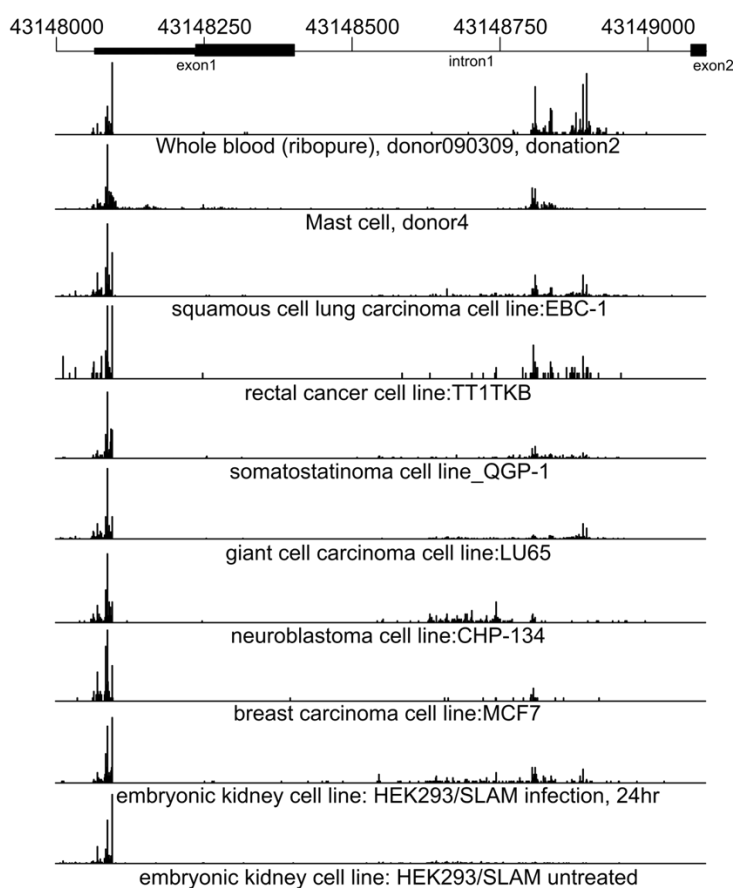 43148000 43148250 43148500 43148750 43149000
exon1 intron1 exon2
Whole blood (ribopure), donor090309, donation2
Mast cell, donor4
squamous cell lung carcinoma cell line:EBC-1
rectal cancer cell line:TT1TKB
somatostatinoma cell line_QGP-1
giant cell carcinoma cell line:LU65
neuroblastoma cell line:CHP-134
breast carcinoma cell line:MCF7
embryonic kidney cell line: HEK293/SLAM infection, 24hr
embryonic kidney cell line: HEK293/SLAM untreated